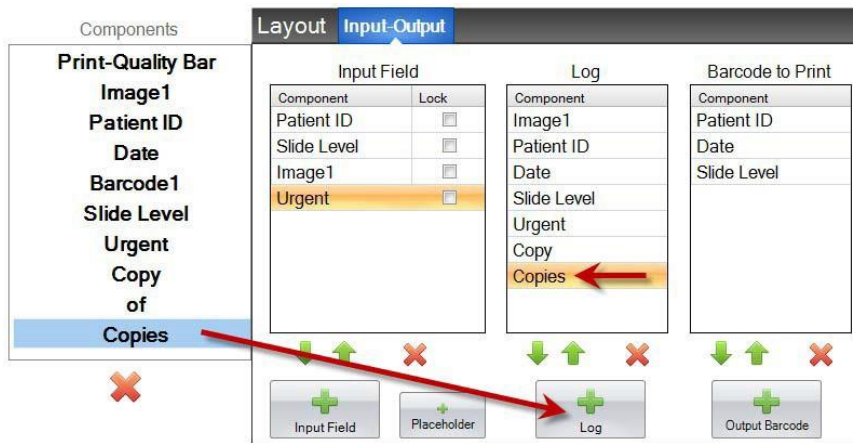 Components
Print-Quality Bar
Image1
Patient ID
Date
Barcode1
Slide Level
Urgent
Copy
of
Copies
Layout Input-Output
Input Field
Component Lock
Patient ID
Slide Level
Image1
Urgent
Input Field
Placeholder
Log
Component
Image1
Patient ID
Date
Slide Level
Urgent
Copy
Copies
Log
Barcode to Print
Component
Patient ID
Date
Slide Level
Output Barcode